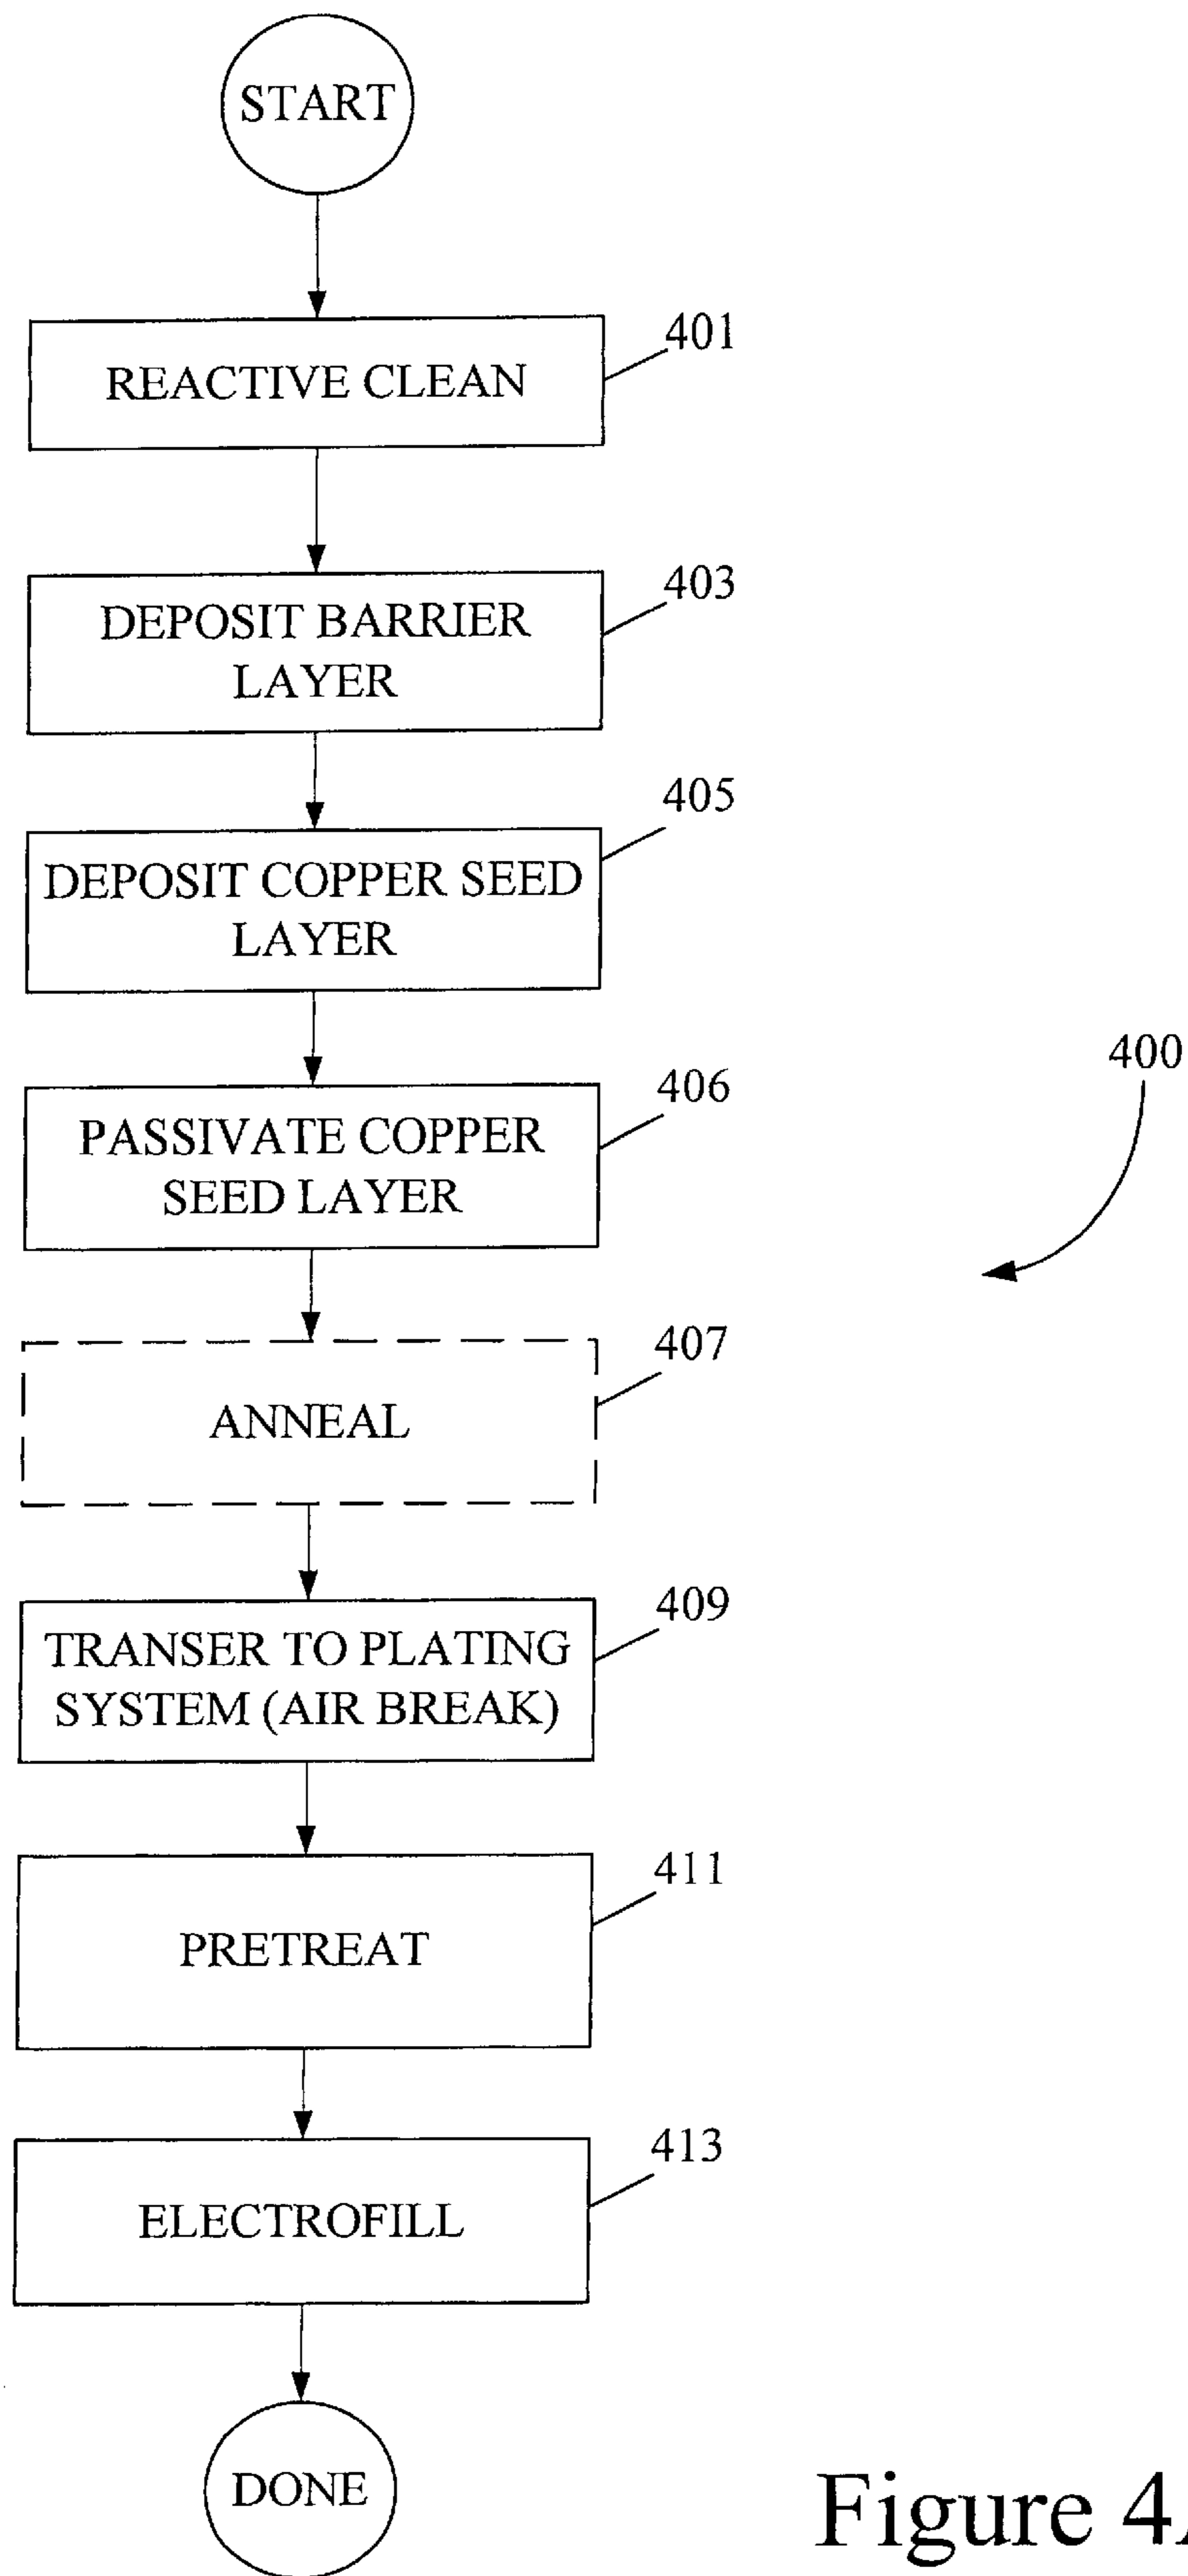 START
401
REACTIVE CLEAN
403
DEPOSIT BARRIER
LAYER
405
DEPOSIT COPPER SEED
LAYER
406
PASSIVATE COPPER
SEED LAYER
400
407
ANNEAL
409
TRANSER TO PLATING
SYSTEM (AIR BREAK)
411
PRETREAT
413
ELECTROFILL
DONE
Figure 4A